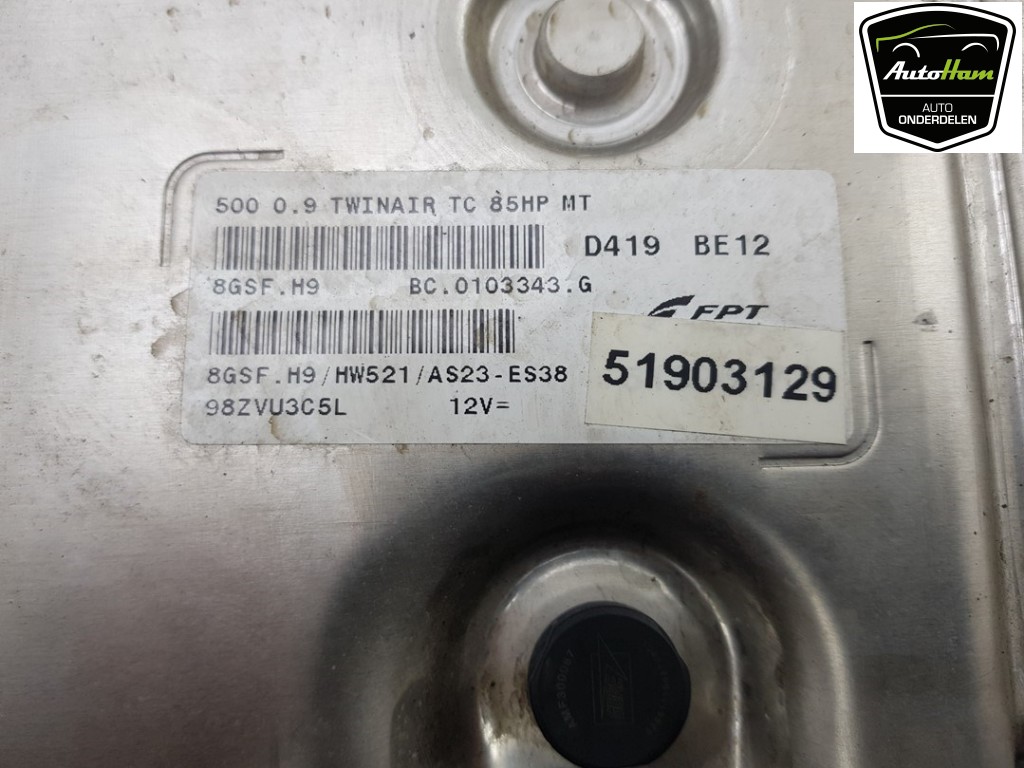 AutoHam
AUTO
ONDERDELEN
500 0.9 TWINAIR TC 85HP MT
D419 BE12
8GSF.H9 BC.0103343.G
FPT
8GSF.H9/HW521/AS23-ES38
51903129
98ZVU3C5L 12V=